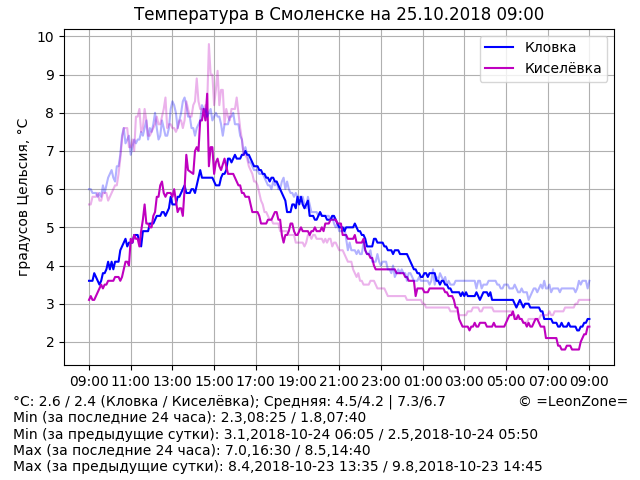 Температура в Смоленске на 25.10.2018 09:00
Кловка
Киселёвка
градусов Цельсия, °C
10
9
8
7
6
5
4
3
2
09:00 11:00 13:00 15:00 17:00 19:00 21:00 23:00 01:00 03:00 05:00 07:00 09:00
°C: 2.6 / 2.4 (Кловка / Киселёвка); Средняя: 4.5/4.2 | 7.3/6.7 © =LeonZone=
Min (за последние 24 часа): 2.3,08:25 / 1.8,07:40
Min (за предыдущие сутки): 3.1,2018-10-24 06:05 / 2.5,2018-10-24 05:50
Max (за последние 24 часа): 7.0,16:30 / 8.5,14:40
Max (за предыдущие сутки): 8.4,2018-10-23 13:35 / 9.8,2018-10-23 14:45